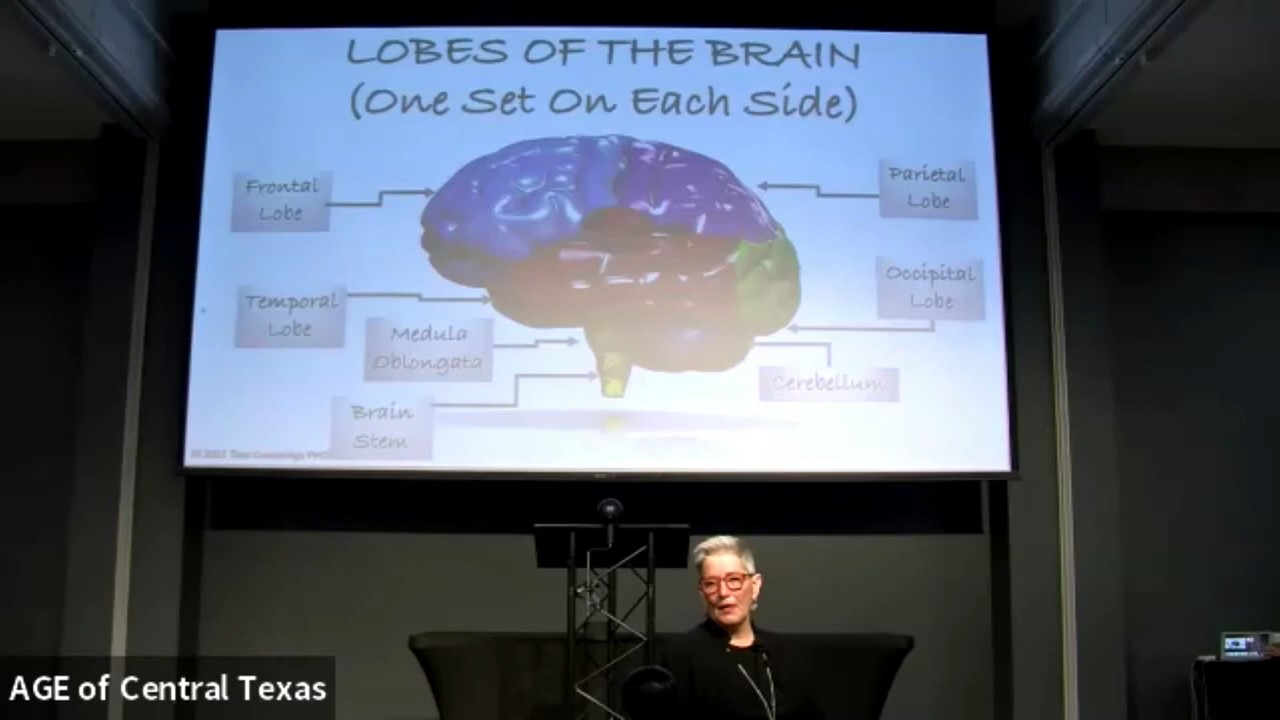 LOBES OF THE BRAIN
(One Set On Each Side)
Frontal
Lobe
Parietal
Lobe
Temporal
Lobe
Occipital
Lobe
Medula
Oblongata
Cerebellum
Brain
Stem
© 2021
AGE of Central Texas